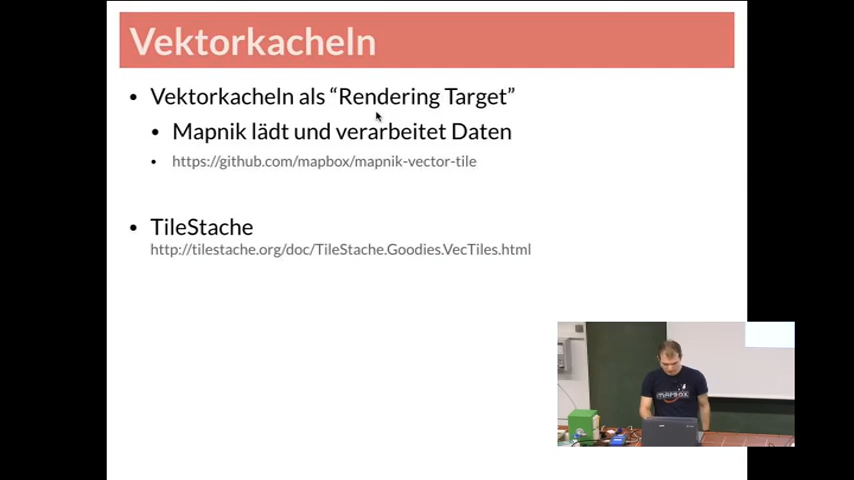 Vektorkacheln
• Vektorkacheln als “Rendering Target”
• Mapnik lädt und verarbeitet Daten
• https://github.com/mapbox/mapnik-vector-tile
• TileStache
http://tilestache.org/doc/TileStache.Goodies.VecTiles.html
MAPBOX